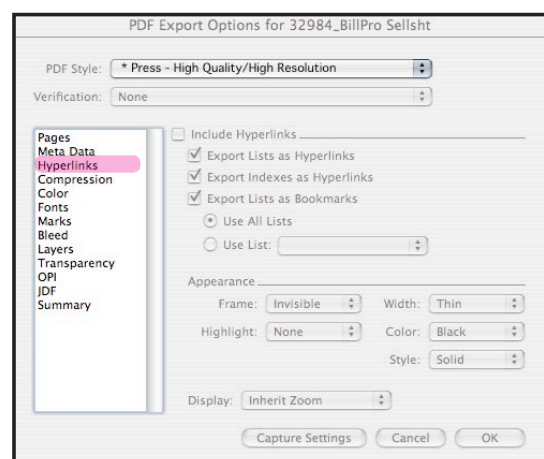 PDF Export Options for 32984_BillPro Sellsht
PDF Style: * Press - High Quality/High Resolution
Verification: None
Pages
Meta Data
Hyperlinks
Compression
Color
Fonts
Marks
Bleed
Layers
Transparency
OPI
JDF
Summary
Include Hyperlinks
Export Lists as Hyperlinks
Export Indexes as Hyperlinks
Export Lists as Bookmarks
Use All Lists
Use List:
Appearance
Frame: Invisible Width: Thin
Highlight: None Color: Black
Style: Solid
Display: Inherit Zoom
Capture Settings Cancel OK